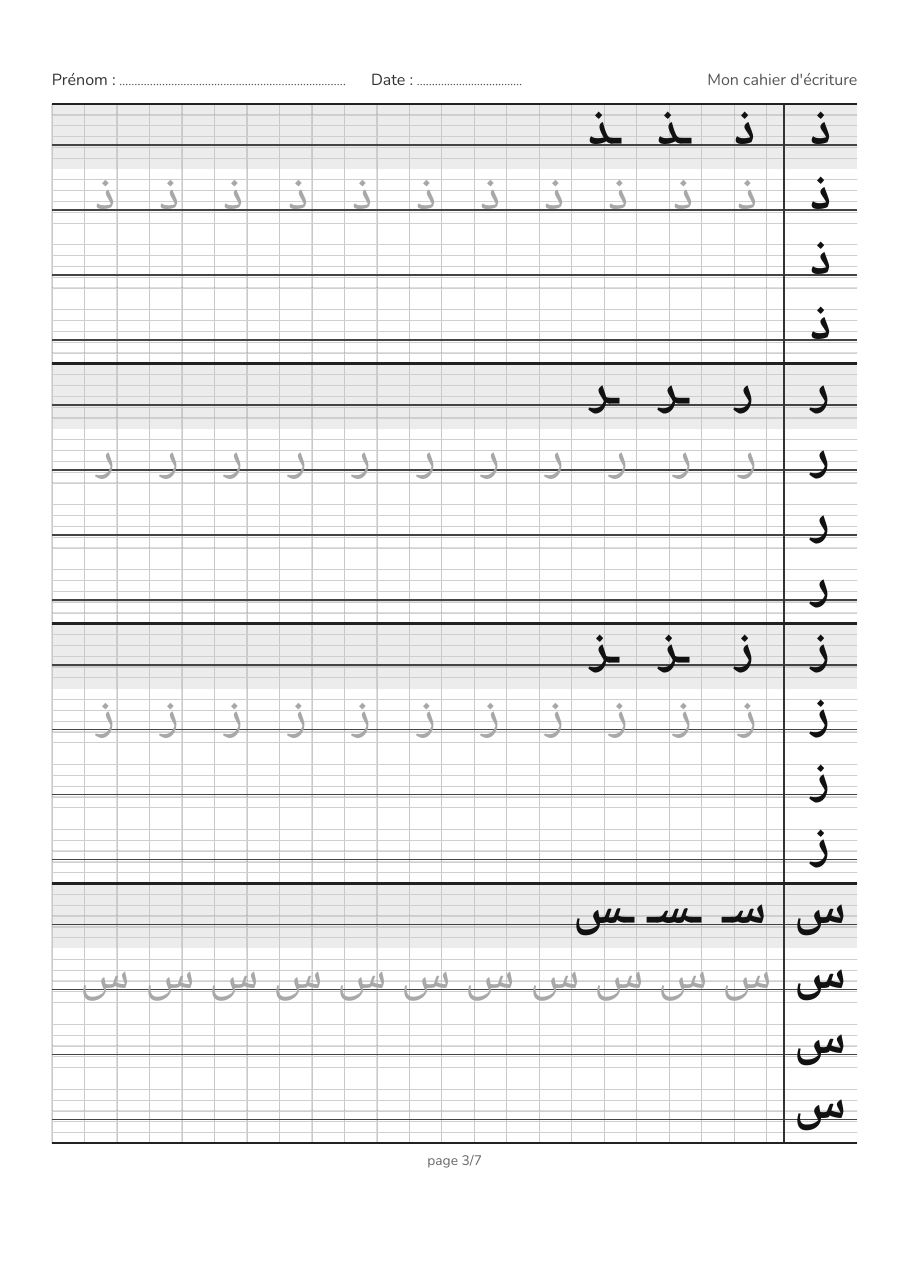 Prénom : ........................................ Date : .................... Mon cahier d'écriture
ذ ذ ـذ ـذ
ذ ذ ذ ذ ذ ذ ذ ذ ذ ذ ذ ذ
ذ
ذ
ر ر ـر ـر
ر ر ر ر ر ر ر ر ر ر ر ر
ر
ر
ز ز ـز ـز
ز ز ز ز ز ز ز ز ز ز ز ز
ز
ز
س سـ ـسـ ـس
س س س س س س س س س س س س
س
س
page 3/7